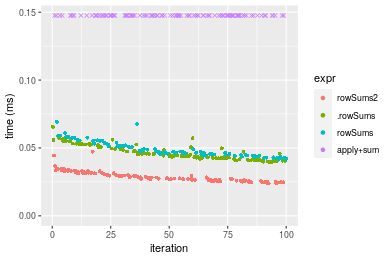 0.15
0.10
0.05
0.00
time (ms)
0
25
50
75
100
iteration
expr
rowSums2
.rowSums
rowSums
apply+sum